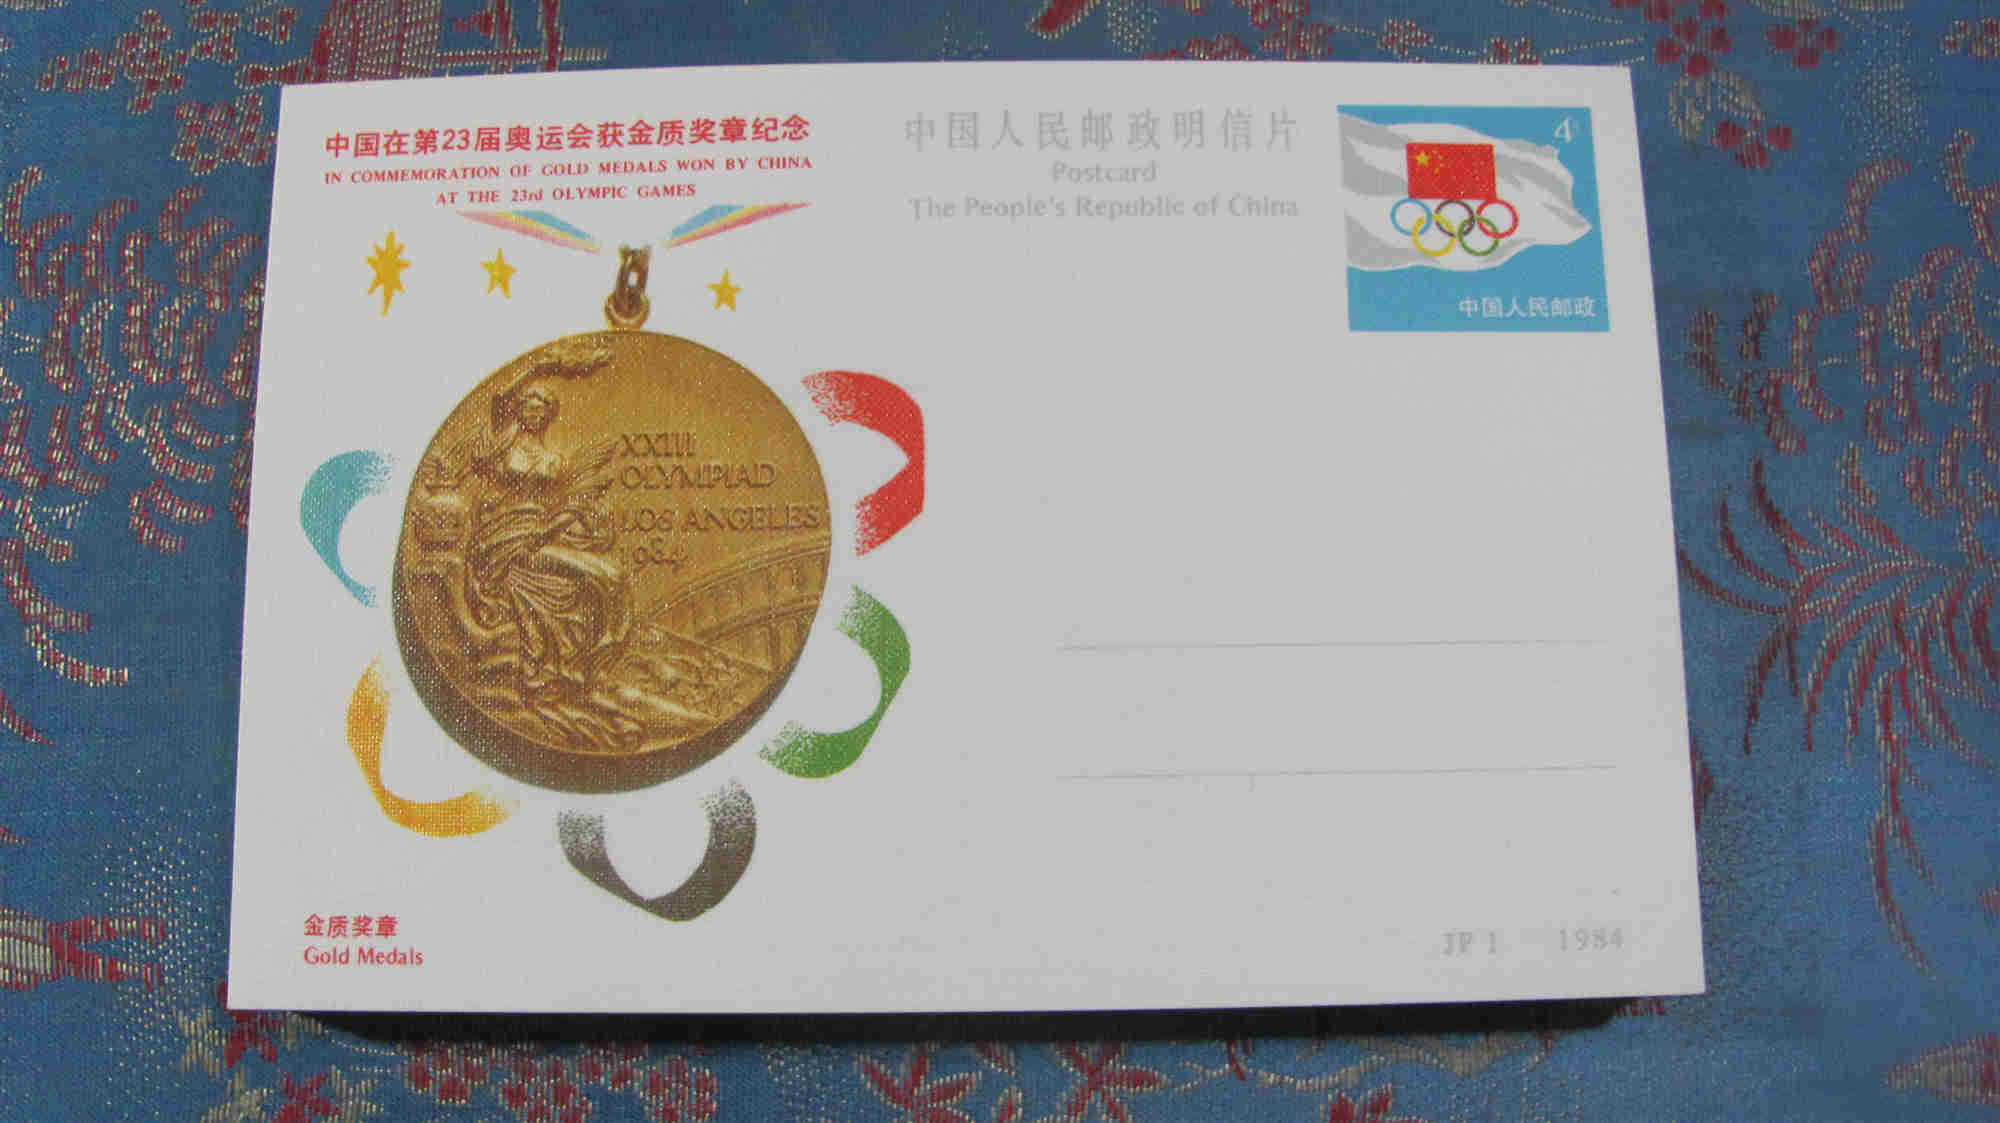 中国在第23届奥运会获金质奖章纪念
IN COMMEMORATION OF GOLD MEDALS WON BY CHINA
AT THE 23rd OLYMPIC GAMES
中国人民邮政明信片
Postcard
The People's Republic of China
4
中国人民邮政
XXIII
OLYMPIAD
LOS ANGELES
1984
金质奖章
Gold Medals
JP 1 1984